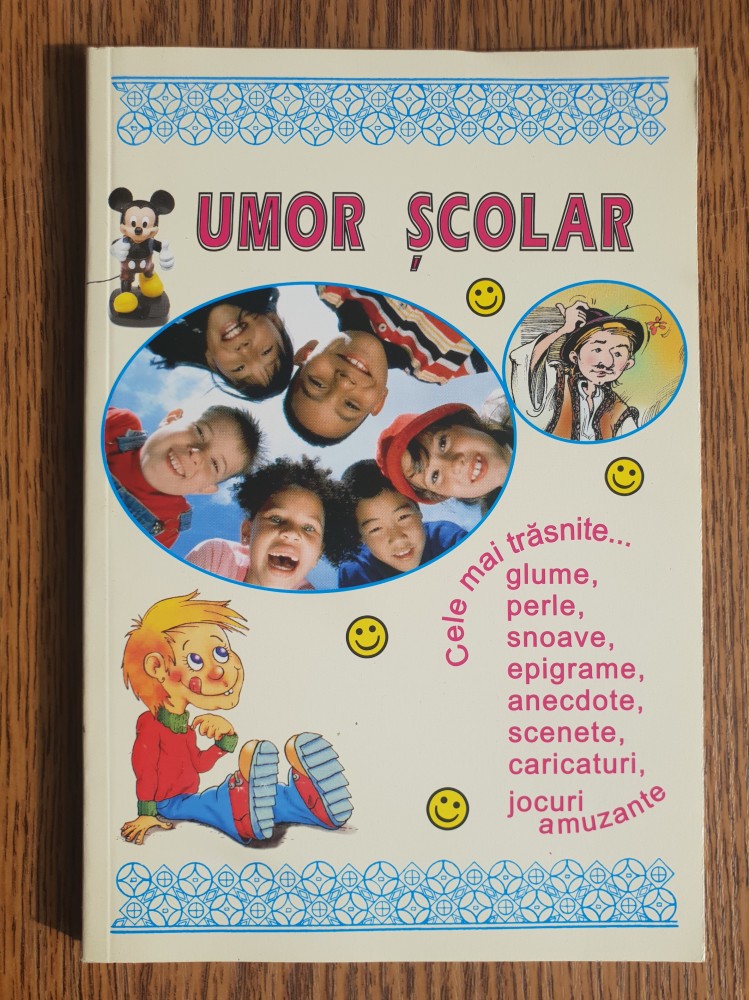 UMOR ȘCOLAR
Cele mai trăsnite...
glume,
perle,
snoave,
epigrame,
anecdote,
scenete,
caricaturi,
jocuri
amuzante